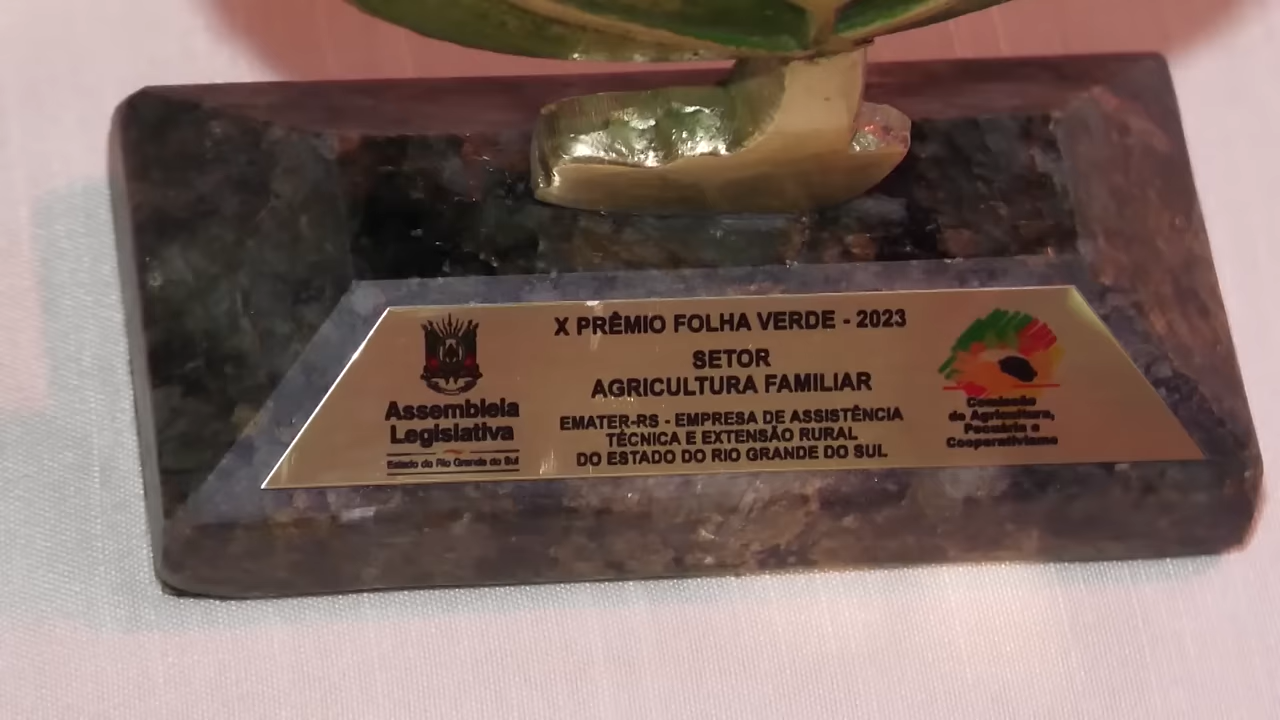 X PRÊMIO FOLHA VERDE - 2023
SETOR
AGRICULTURA FAMILIAR
EMATER-RS - EMPRESA DE ASSISTÊNCIA
TÉCNICA E EXTENSÃO RURAL
DO ESTADO DO RIO GRANDE DO SUL
Assembleia
Legislativa
Estado do Rio Grande do Sul
Comissão
de Agricultura,
Pecuária e
Cooperativismo